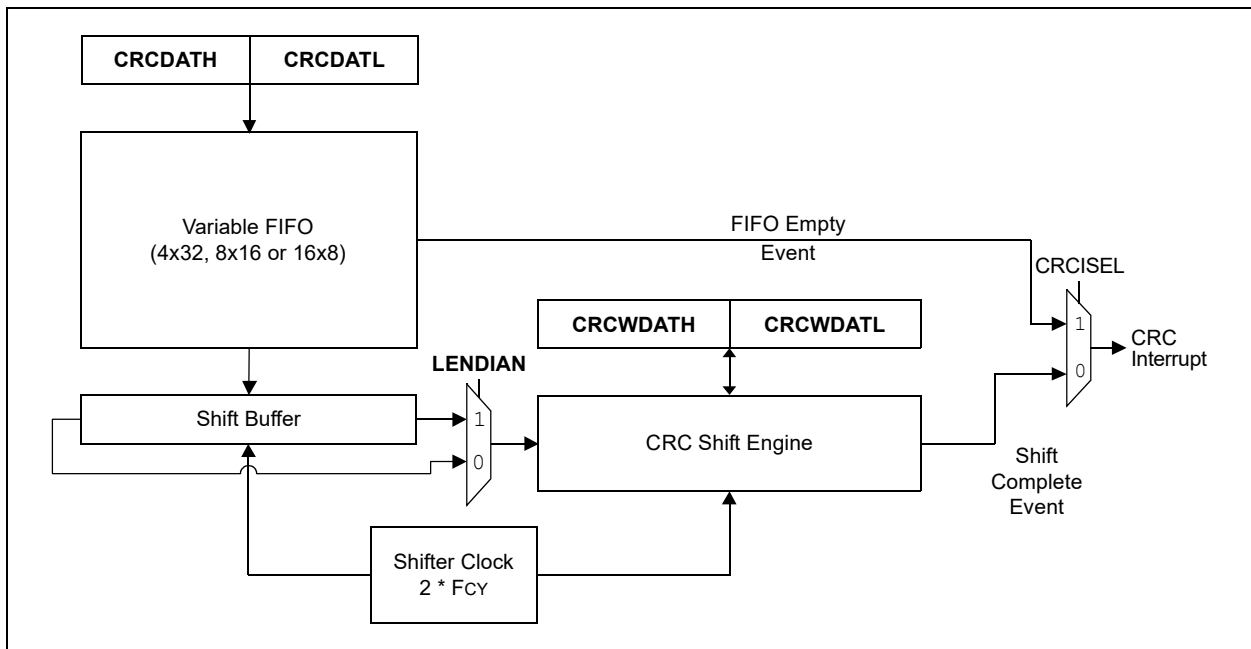 CRCDATH
CRCDATL
Variable FIFO
(4x32, 8x16 or 16x8)
FIFO Empty
Event
CRCISEL
CRCWDATH
CRCWDATL
1
0
CRC
Interrupt
LENDIAN
Shift Buffer
1
0
CRC Shift Engine
Shift
Complete
Event
Shifter Clock
2 * FCY